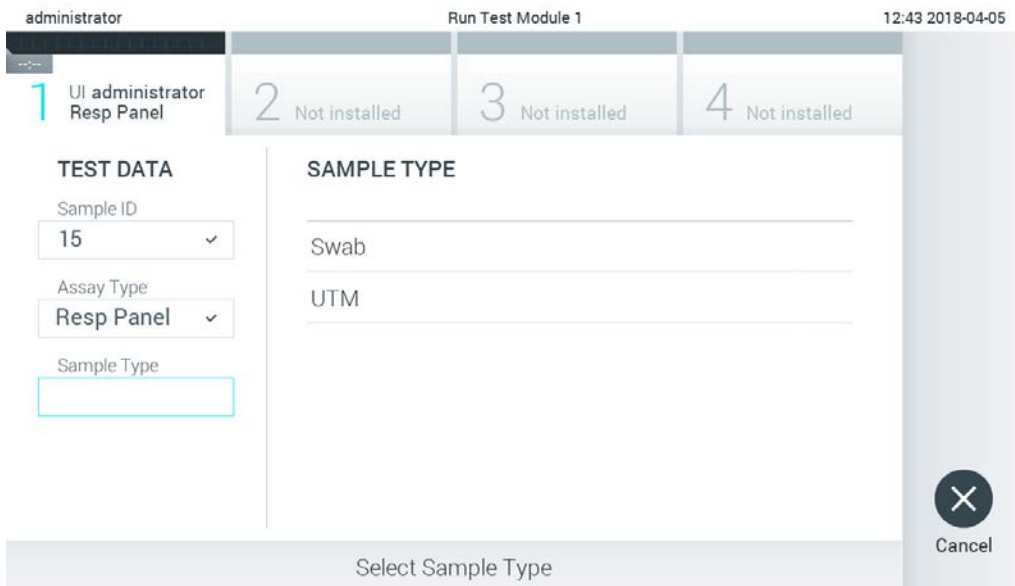 administrator
Run Test Module 1
12:43 2018-04-05
--:--
1
UI administrator
Resp Panel
2 Not installed
3 Not installed
4 Not installed
TEST DATA
Sample ID
15
Assay Type
Resp Panel
Sample Type
SAMPLE TYPE
Swab
UTM
Cancel
Select Sample Type